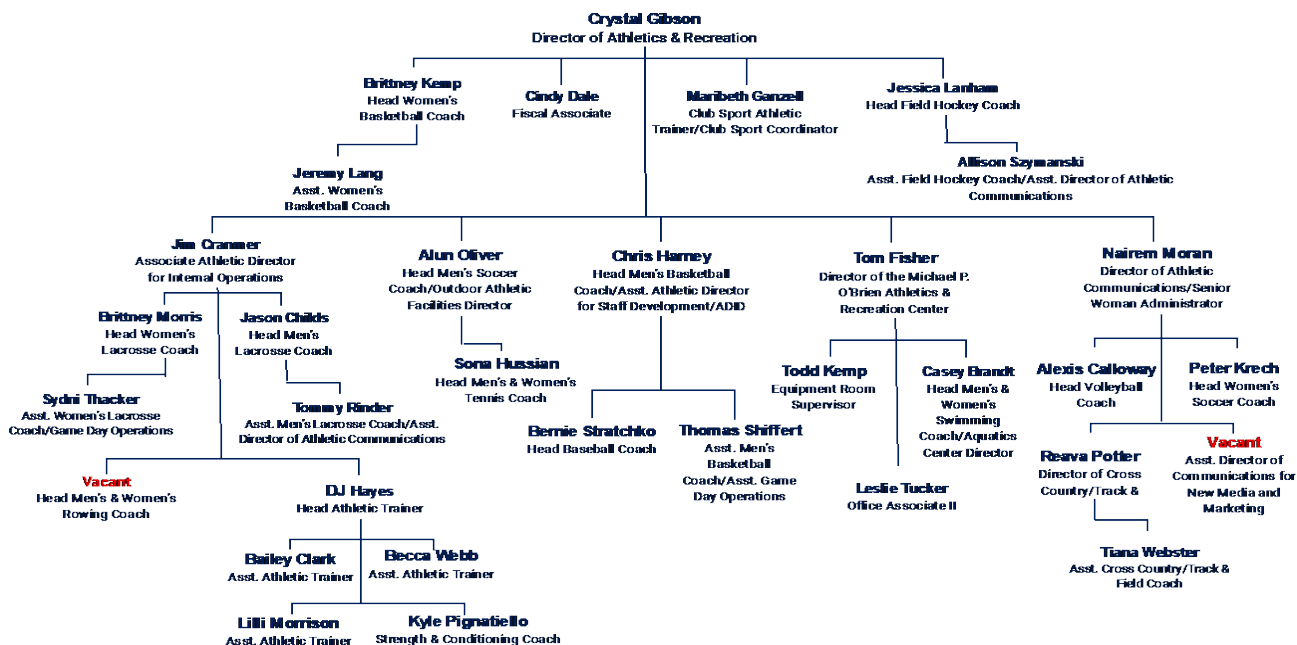 Crystal Gibson
Director of Athletics & Recreation
Brittney Kemp
Head Women's
Basketball Coach
Cindy Dale
Fiscal Associate
Maribeth Ganzell
Club Sport Athletic
Trainer/Club Sport Coordinator
Jessica Lanham
Head Field Hockey Coach
Jeremy Lang
Asst. Women's
Basketball Coach
Allison Szymanski
Asst. Field Hockey Coach/Asst. Director of Athletic
Communications
Jim Cranmer
Associate Athletic Director
for Internal Operations
Alun Oliver
Head Men's Soccer
Coach/Outdoor Athletic
Facilities Director
Chris Harney
Head Men's Basketball
Coach/Asst. Athletic Director
for Staff Development/ADID
Tom Fisher
Director of the Michael P.
O'Brien Athletics &
Recreation Center
Nairem Moran
Director of Athletic
Communications/Senior
Woman Administrator
Brittney Morris
Head Women's
Lacrosse Coach
Jason Childs
Head Men's
Lacrosse Coach
Sona Hussian
Head Men's & Women's
Tennis Coach
Todd Kemp
Equipment Room
Supervisor
Casey Brandt
Head Men's &
Women's
Swimming
Coach/Aquatics
Center Director
Alexis Calloway
Head Volleyball
Coach
Peter Krech
Head Women's
Soccer Coach
Sydni Thacker
Asst. Women's Lacrosse
Coach/Game Day Operations
Tommy Rinder
Asst. Men's Lacrosse Coach/Asst.
Director of Athletic Communications
Bernie Stratchko
Head Baseball Coach
Thomas Shiffert
Asst. Men's
Basketball
Coach/Asst. Game
Day Operations
Reava Potter
Director of Cross
Country/Track &
Vacant
Asst. Director of
Communications for
New Media and
Marketing
Vacant
Head Men's & Women's
Rowing Coach
DJ Hayes
Head Athletic Trainer
Leslie Tucker
Office Associate II
Bailey Clark
Asst. Athletic Trainer
Becca Webb
Asst. Athletic Trainer
Tiana Webster
Asst. Cross Country/Track &
Field Coach
Lilli Morrison
Asst. Athletic Trainer
Kyle Pignatiello
Strength & Conditioning Coach